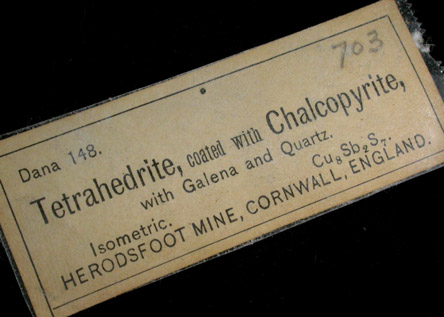 703
Dana 148.
Tetrahedrite, coated with Chalcopyrite,
with Galena and Quartz.
Isometric. Cu₈Sb₂S₇.
HERODSFOOT MINE, CORNWALL, ENGLAND.